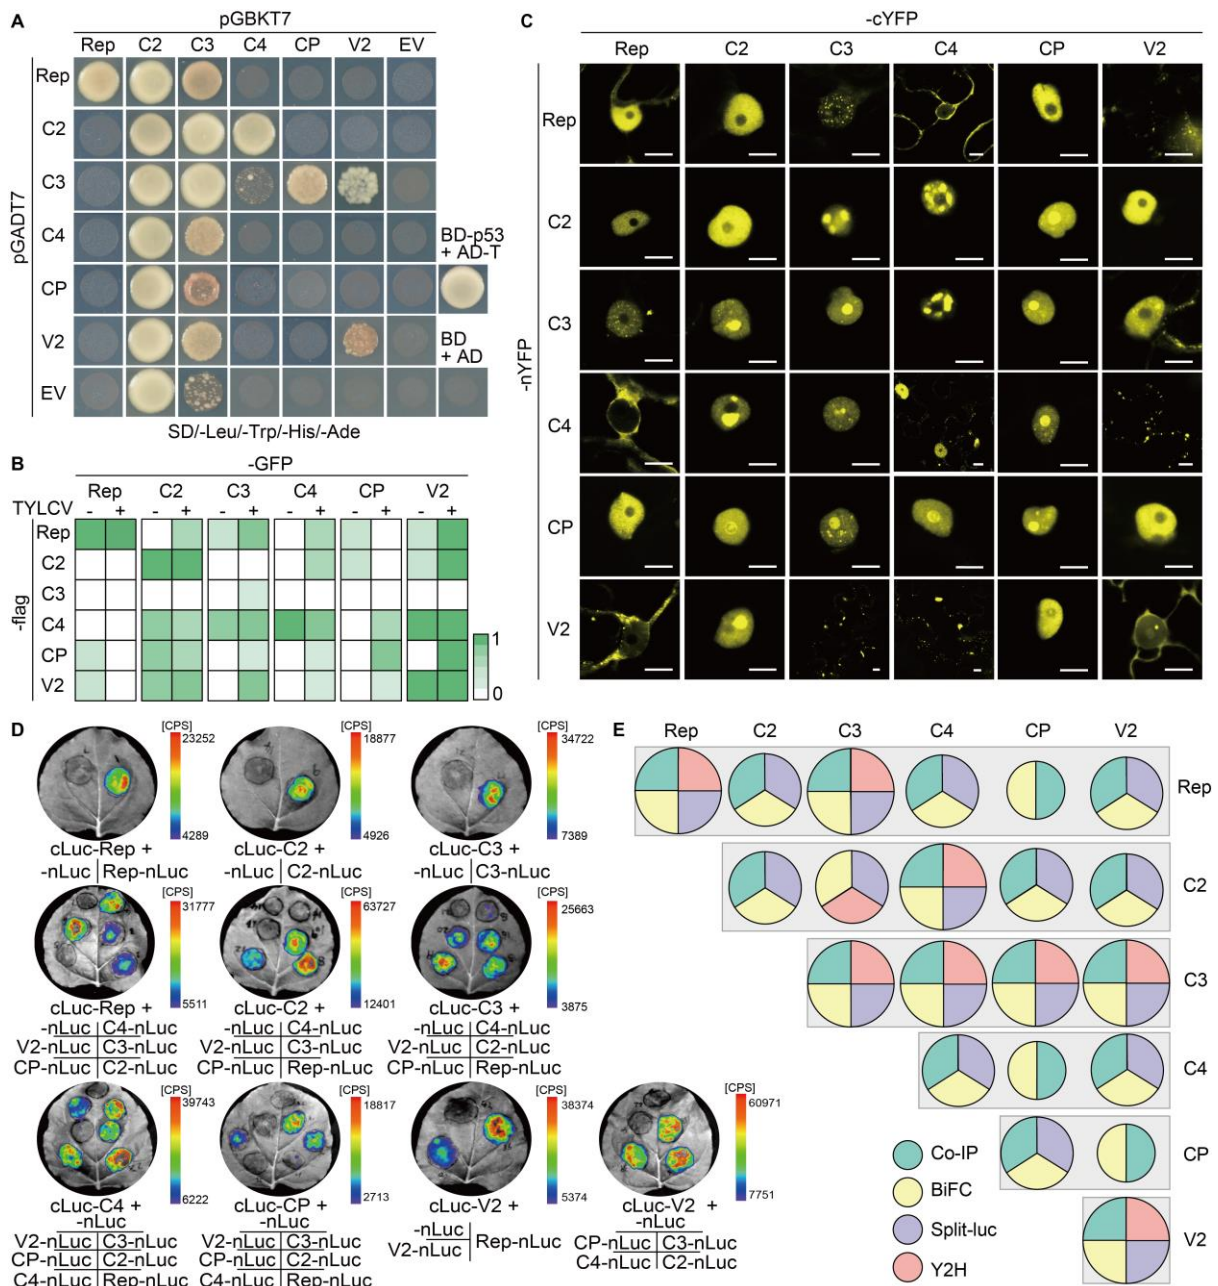 A
pGBKT7
Rep C2 C3 C4 CP V2 EV
pGADT7
Rep
C2
C3
C4
BD-p53
+ AD-T
CP
V2
BD
+ AD
EV
SD/-Leu/-Trp/-His/-Ade
B
-GFP
Rep C2 C3 C4 CP V2
TYLCV - + - + - + - + - + - +
-flag
Rep
C2
C3
C4
CP
V2
1
0
C
-cYFP
Rep C2 C3 C4 CP V2
-nYFP
Rep
C2
C3
C4
CP
V2
D
[CPS] [CPS] [CPS]
23252 18877 34722
4289 4926 7389
cLuc-Rep + cLuc-C2 + cLuc-C3 +
-nLuc Rep-nLuc -nLuc C2-nLuc -nLuc C3-nLuc
[CPS] [CPS] [CPS]
31777 63727 25663
5511 12401 3875
cLuc-Rep + cLuc-C2 + cLuc-C3 +
-nLuc C4-nLuc -nLuc C4-nLuc -nLuc C4-nLuc
V2-nLuc C3-nLuc V2-nLuc C3-nLuc V2-nLuc C2-nLuc
CP-nLuc C2-nLuc CP-nLuc Rep-nLuc CP-nLuc Rep-nLuc
[CPS] [CPS] [CPS] [CPS]
39743 18817 38374 60971
6222 2713 5374 7751
cLuc-C4 + cLuc-CP + cLuc-V2 + cLuc-V2 +
-nLuc -nLuc -nLuc Rep-nLuc -nLuc
V2-nLuc C3-nLuc V2-nLuc C3-nLuc V2-nLuc CP-nLuc C3-nLuc
CP-nLuc C2-nLuc CP-nLuc C2-nLuc C4-nLuc C2-nLuc
C4-nLuc Rep-nLuc C4-nLuc Rep-nLuc
E
Rep C2 C3 C4 CP V2
Rep
C2
C3
C4
CP
V2
Co-IP
BiFC
Split-luc
Y2H